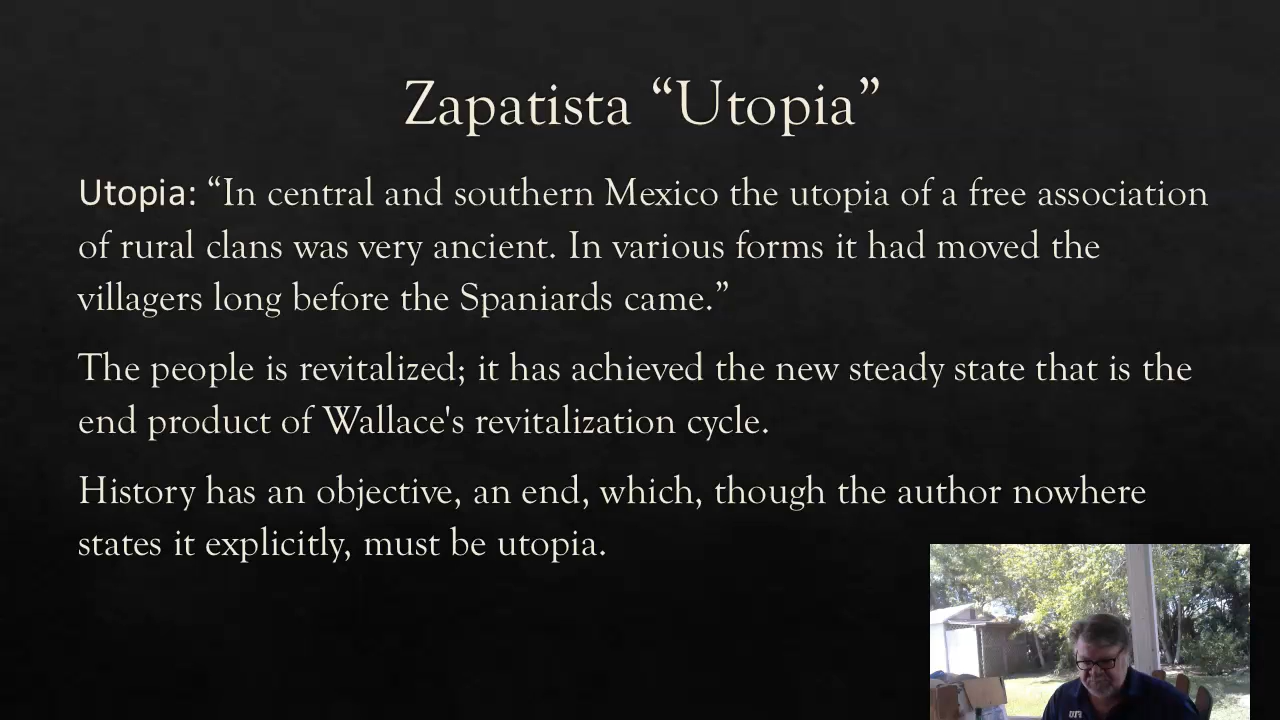 Zapatista “Utopia”
Utopia: “In central and southern Mexico the utopia of a free association
of rural clans was very ancient. In various forms it had moved the
villagers long before the Spaniards came.”
The people is revitalized; it has achieved the new steady state that is the
end product of Wallace's revitalization cycle.
History has an objective, an end, which, though the author nowhere
states it explicitly, must be utopia.